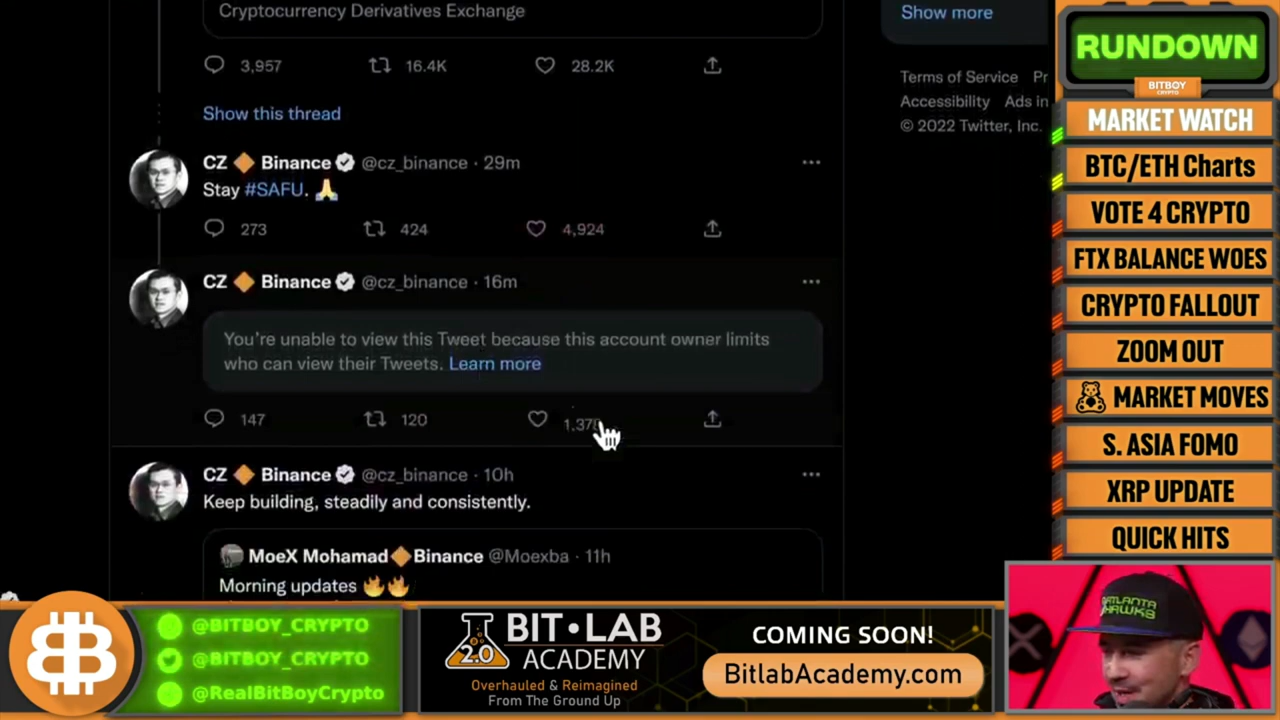 Cryptocurrency Derivatives Exchange
3,957 16.4K 28.2K
Show this thread
CZ Binance @cz_binance · 29m
Stay #SAFU. 🙏
273 424 4,924
CZ Binance @cz_binance · 16m
You're unable to view this Tweet because this account owner limits
who can view their Tweets. Learn more
147 120
CZ Binance @cz_binance · 10h
Keep building, steadily and consistently.
MoeX Mohamad🔶Binance @Moexba · 11h
Morning updates 🔥🔥
Show more
Terms of Service
Accessibility Ads in
© 2022 Twitter, Inc.
RUNDOWN
BITBOY
CRYPTO
MARKET WATCH
BTC/ETH Charts
VOTE 4 CRYPTO
FTX BALANCE WOES
CRYPTO FALLOUT
ZOOM OUT
MARKET MOVES
S. ASIA FOMO
XRP UPDATE
QUICK HITS
@BITBOY_CRYPTO
@BITBOY_CRYPTO
@RealBitBoyCrypto
2.0
BIT•LAB
ACADEMY
Overhauled & Reimagined
From The Ground Up
COMING SOON!
BitlabAcademy.com
ATLANTA
HAWKS